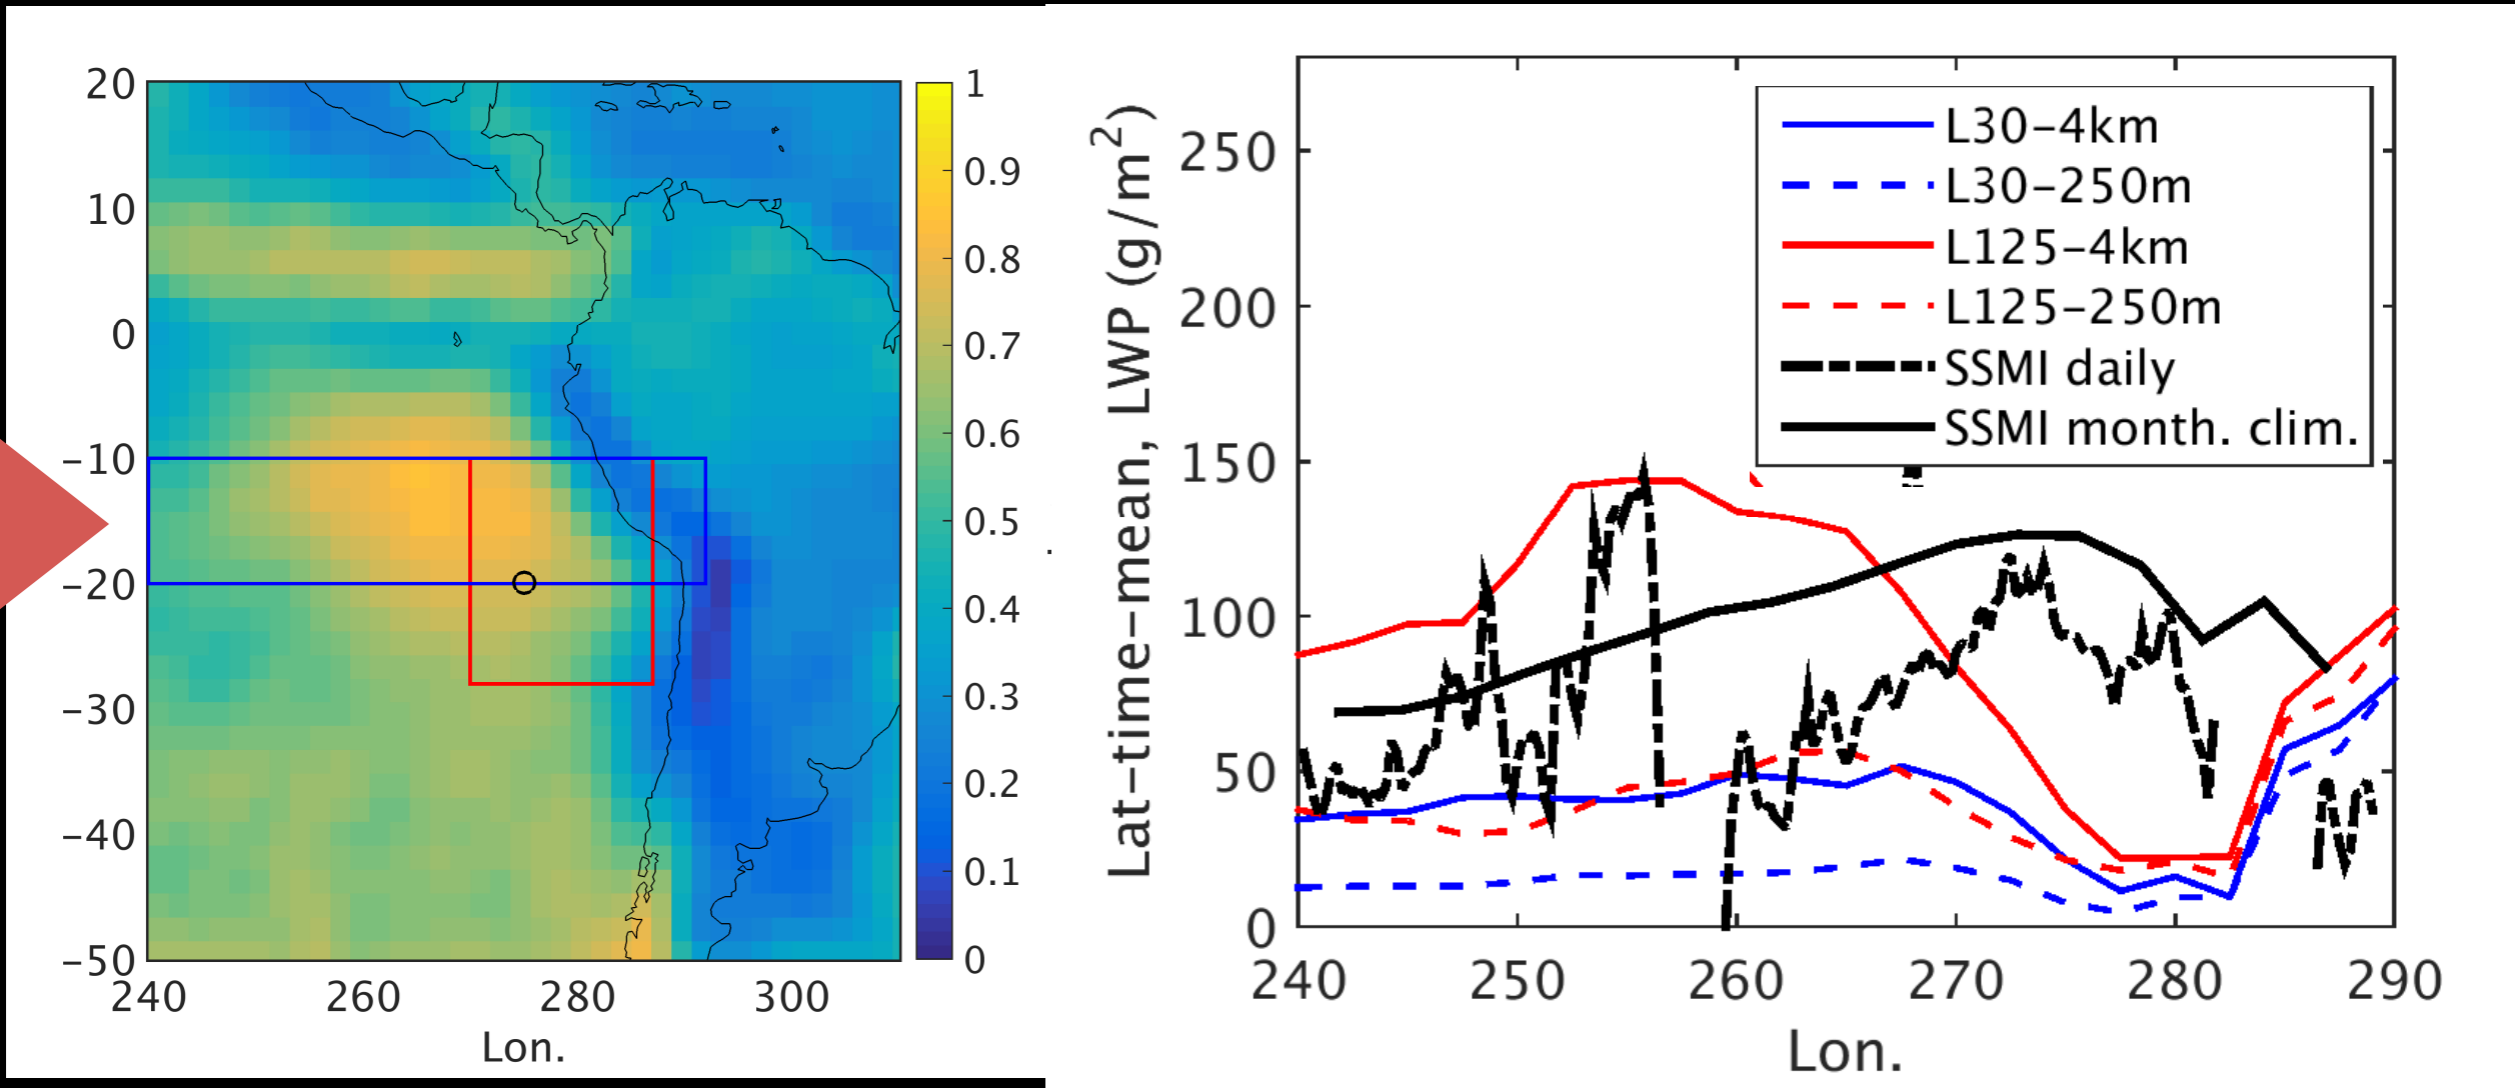 20
10
0
−10
−20
−30
−40
−50
240 260 280 300
Lon.
1
0.9
0.8
0.7
0.6
0.5
0.4
0.3
0.2
0.1
0
Lat−time−mean, LWP (g/m²)
250
200
150
100
50
0
240 250 260 270 280 290
Lon.
L30−4km
L30−250m
L125−4km
L125−250m
SSMI daily
SSMI month. clim.